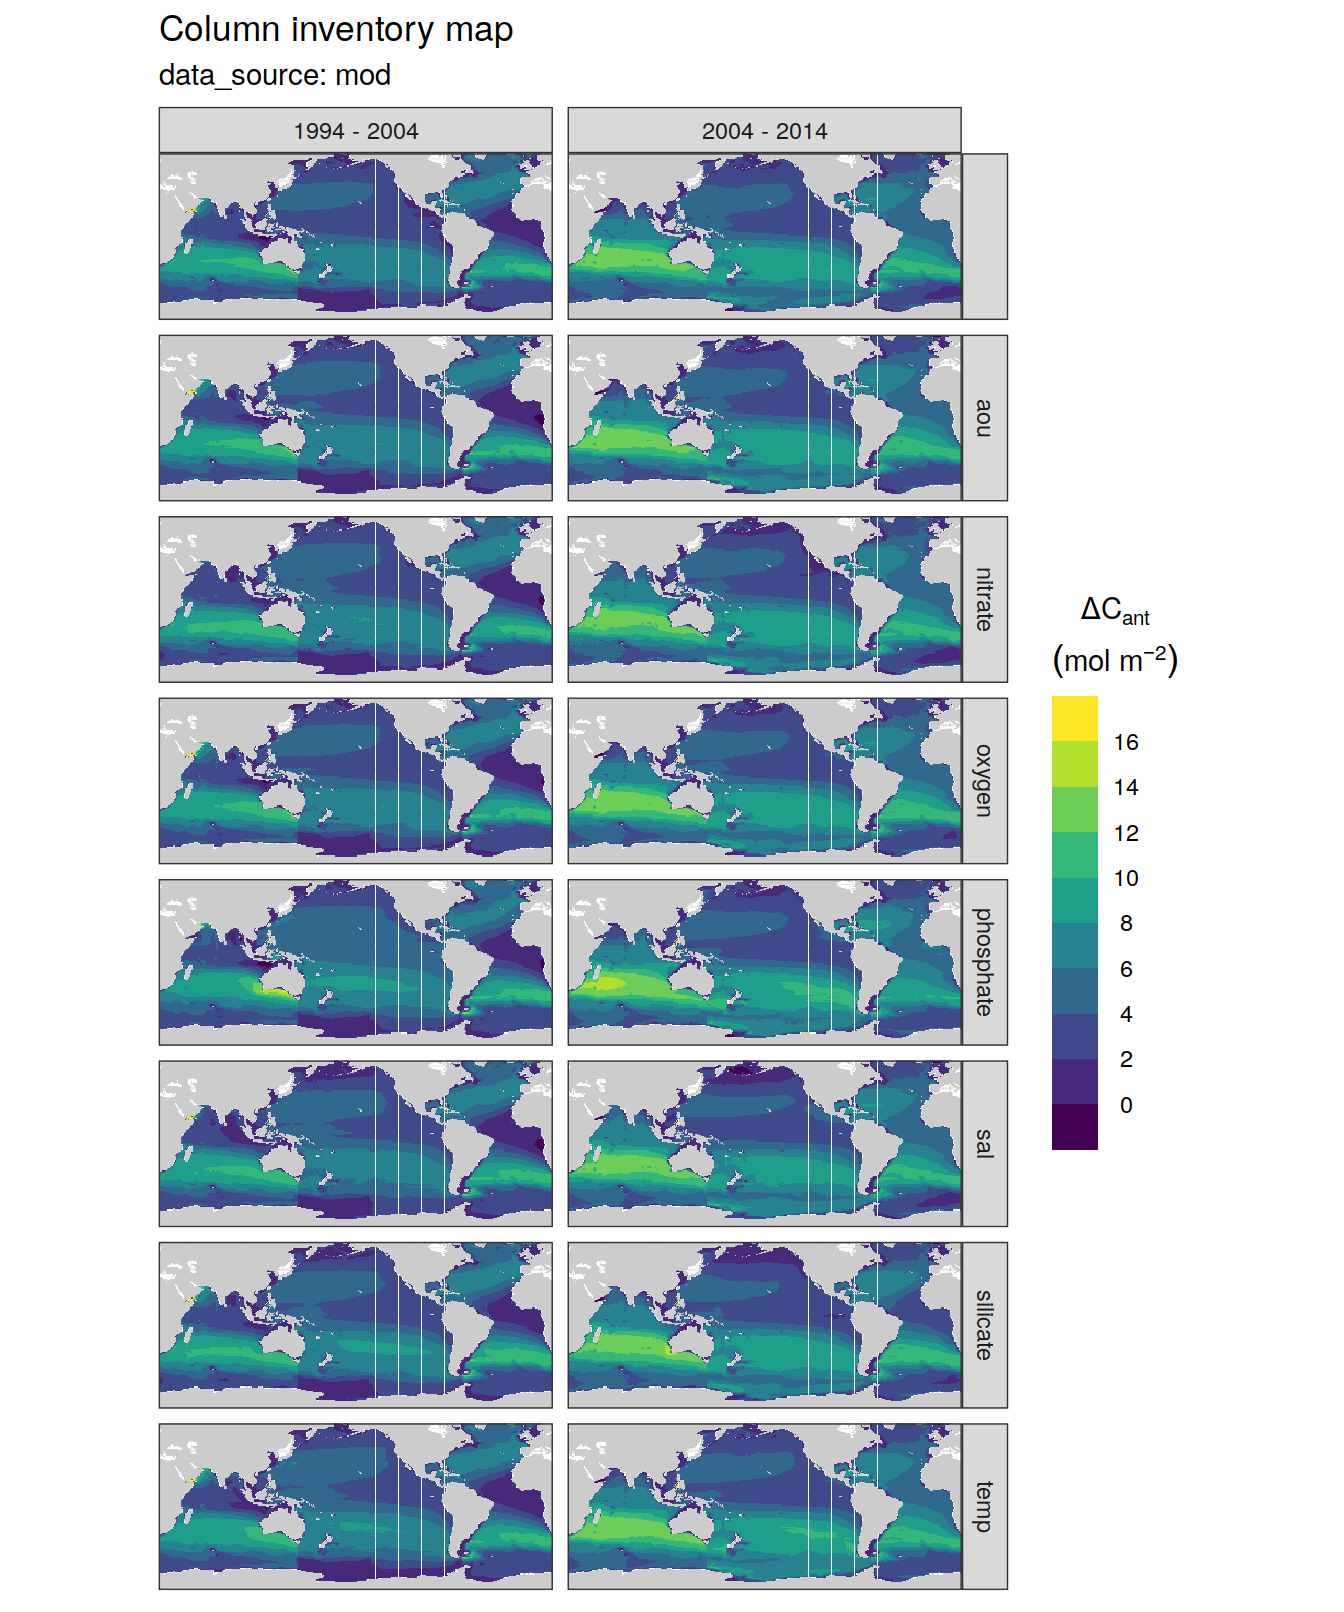 Column inventory map
data_source: mod
1994 - 2004
2004 - 2014
aou
nitrate
oxygen
phosphate
sal
silicate
temp
ΔCant
(mol m−2)
16
14
12
10
8
6
4
2
0